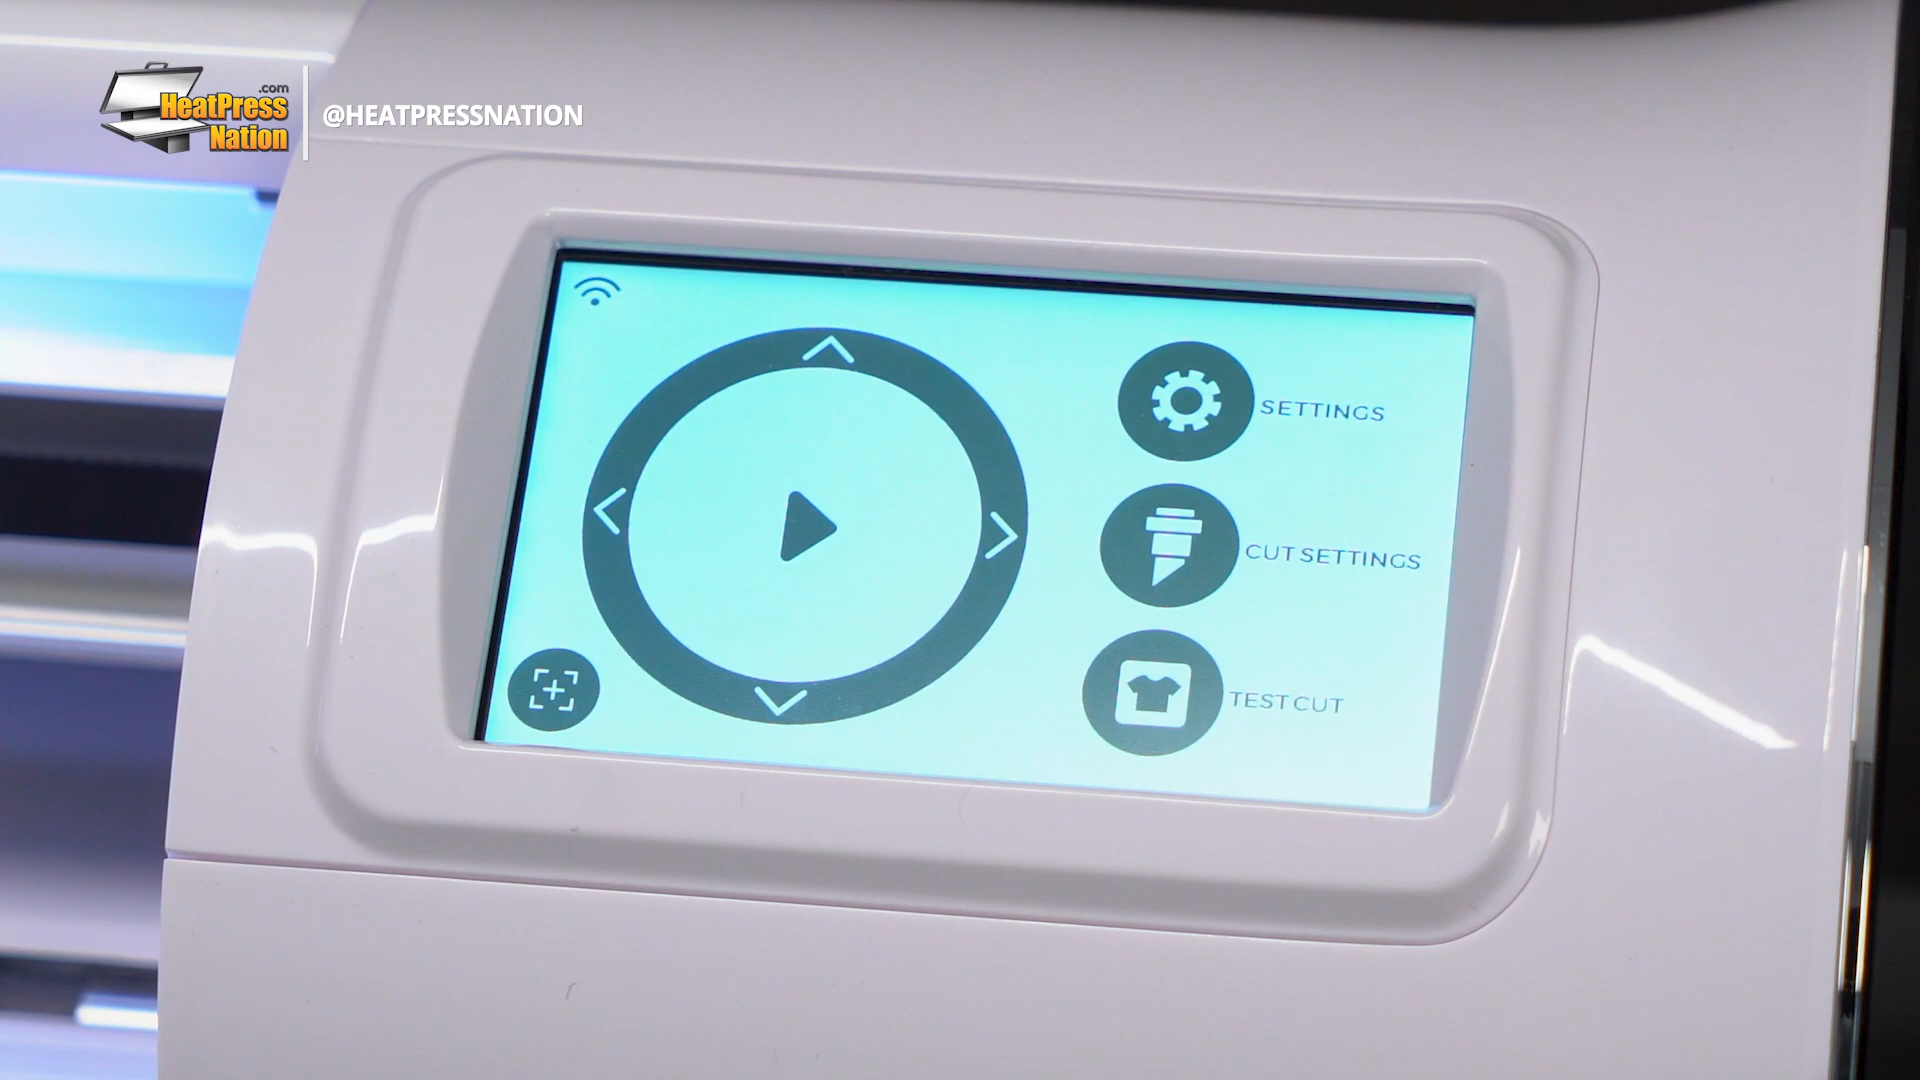 .com
HeatPress
Nation
@HEATPRESSNATION
SETTINGS
CUT SETTINGS
TEST CUT